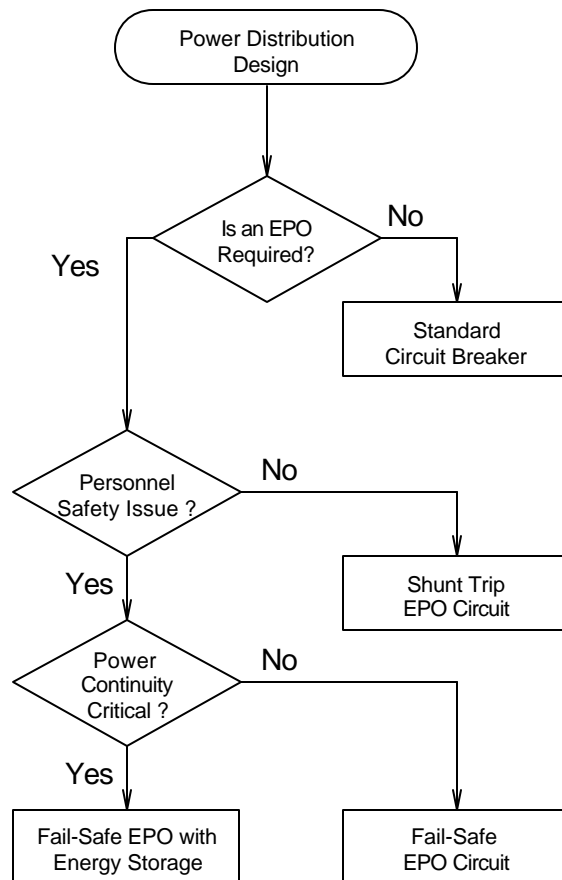 Power Distribution
Design
Is an EPO
Required?
No
Yes
Standard
Circuit Breaker
Personnel
Safety Issue ?
No
Yes
Shunt Trip
EPO Circuit
Power
Continuity
Critical ?
No
Yes
Fail-Safe EPO with
Energy Storage
Fail-Safe
EPO Circuit